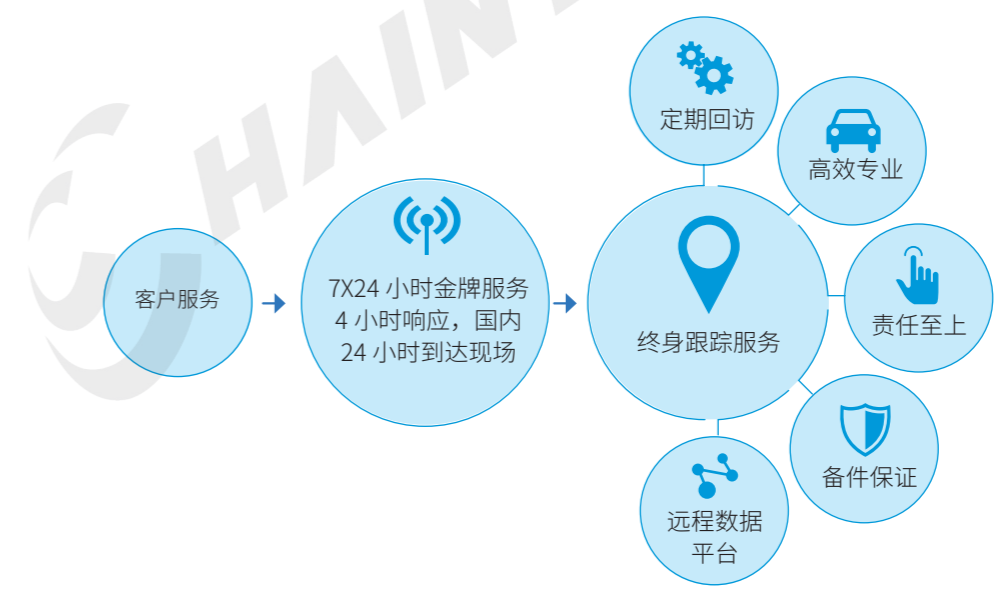 定期回访
高效专业
客户服务
7X24 小时金牌服务
4 小时响应，国内
24 小时到达现场
终身跟踪服务
责任至上
备件保证
远程数据
平台